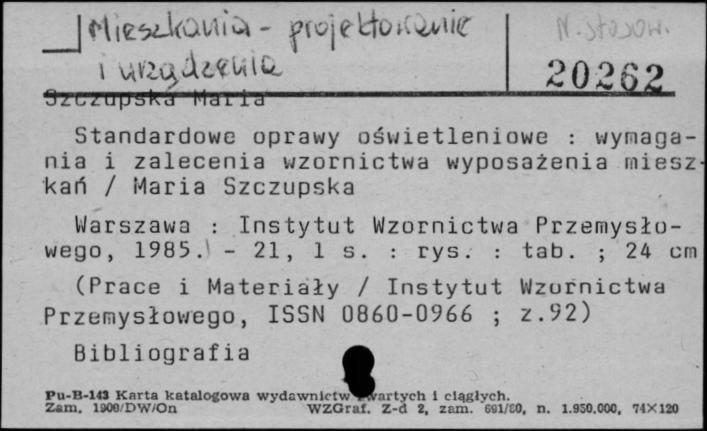 Mieszkania - projektowanie N. stosow.
i urządzenia 20262
Szczupska Maria
Standardowe oprawy oświetleniowe : wymaga-
nia i zalecenia wzornictwa wyposażenia miesz-
kań / Maria Szczupska
Warszawa : Instytut Wzornictwa Przemysło-
wego, 1985. - 21, 1 s. : rys. : tab. ; 24 cm
(Prace i Materiały / Instytut Wzornictwa
Przemysłowego, ISSN 0860-0966 ; z.92)
Bibliografia
Pu-B-143 Karta katalogowa wydawnictw zwartych i ciągłych.
Zam. 1909/DW/On WZGraf. Z-d 2, zam. 691/80, n. 1.950.000, 74×120